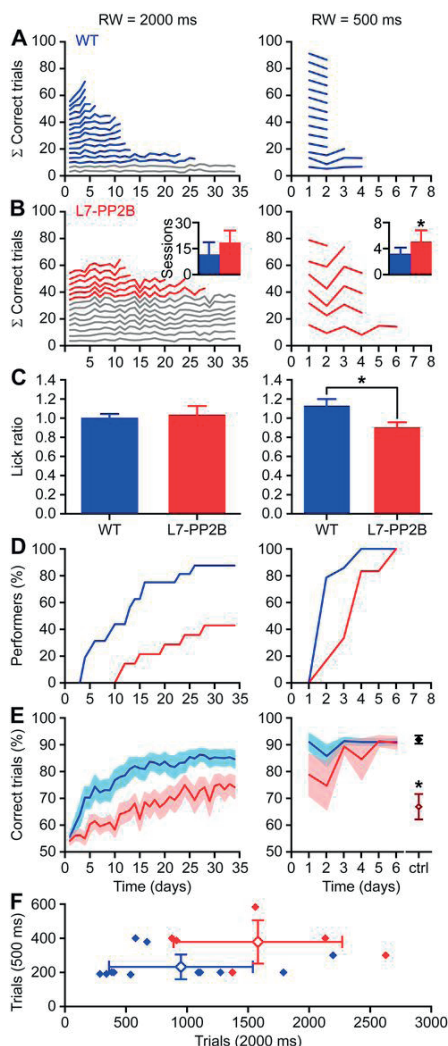 RW = 2000 ms
RW = 500 ms
A
WT
Σ Correct trials
100
80
60
40
20
0
0 5 10 15 20 25 30 35
100
80
60
40
20
0
0 1 2 3 4 5 6 7 8
B
L7-PP2B
Σ Correct trials
100
80
60
40
20
0
0 5 10 15 20 25 30 35
Sessions
30
15
0
100
80
60
40
20
0
0 1 2 3 4 5 6 7 8
8
4
0
*
C
Lick ratio
1.4
1.2
1.0
0.8
0.6
0.4
0.2
0.0
WT L7-PP2B
1.4
1.2
1.0
0.8
0.6
0.4
0.2
0.0
*
WT L7-PP2B
D
Performers (%)
100
80
60
40
20
0
0 5 10 15 20 25 30 35
100
80
60
40
20
0
0 1 2 3 4 5 6 7 8
E
Correct trials (%)
100
90
80
70
60
50
0 5 10 15 20 25 30 35
Time (days)
100
90
80
70
60
50
*
0 1 2 3 4 5 6 ctrl
Time (days)
F
Trials (500 ms)
600
400
200
0
0 500 1000 1500 2000 2500 3000
Trials (2000 ms)